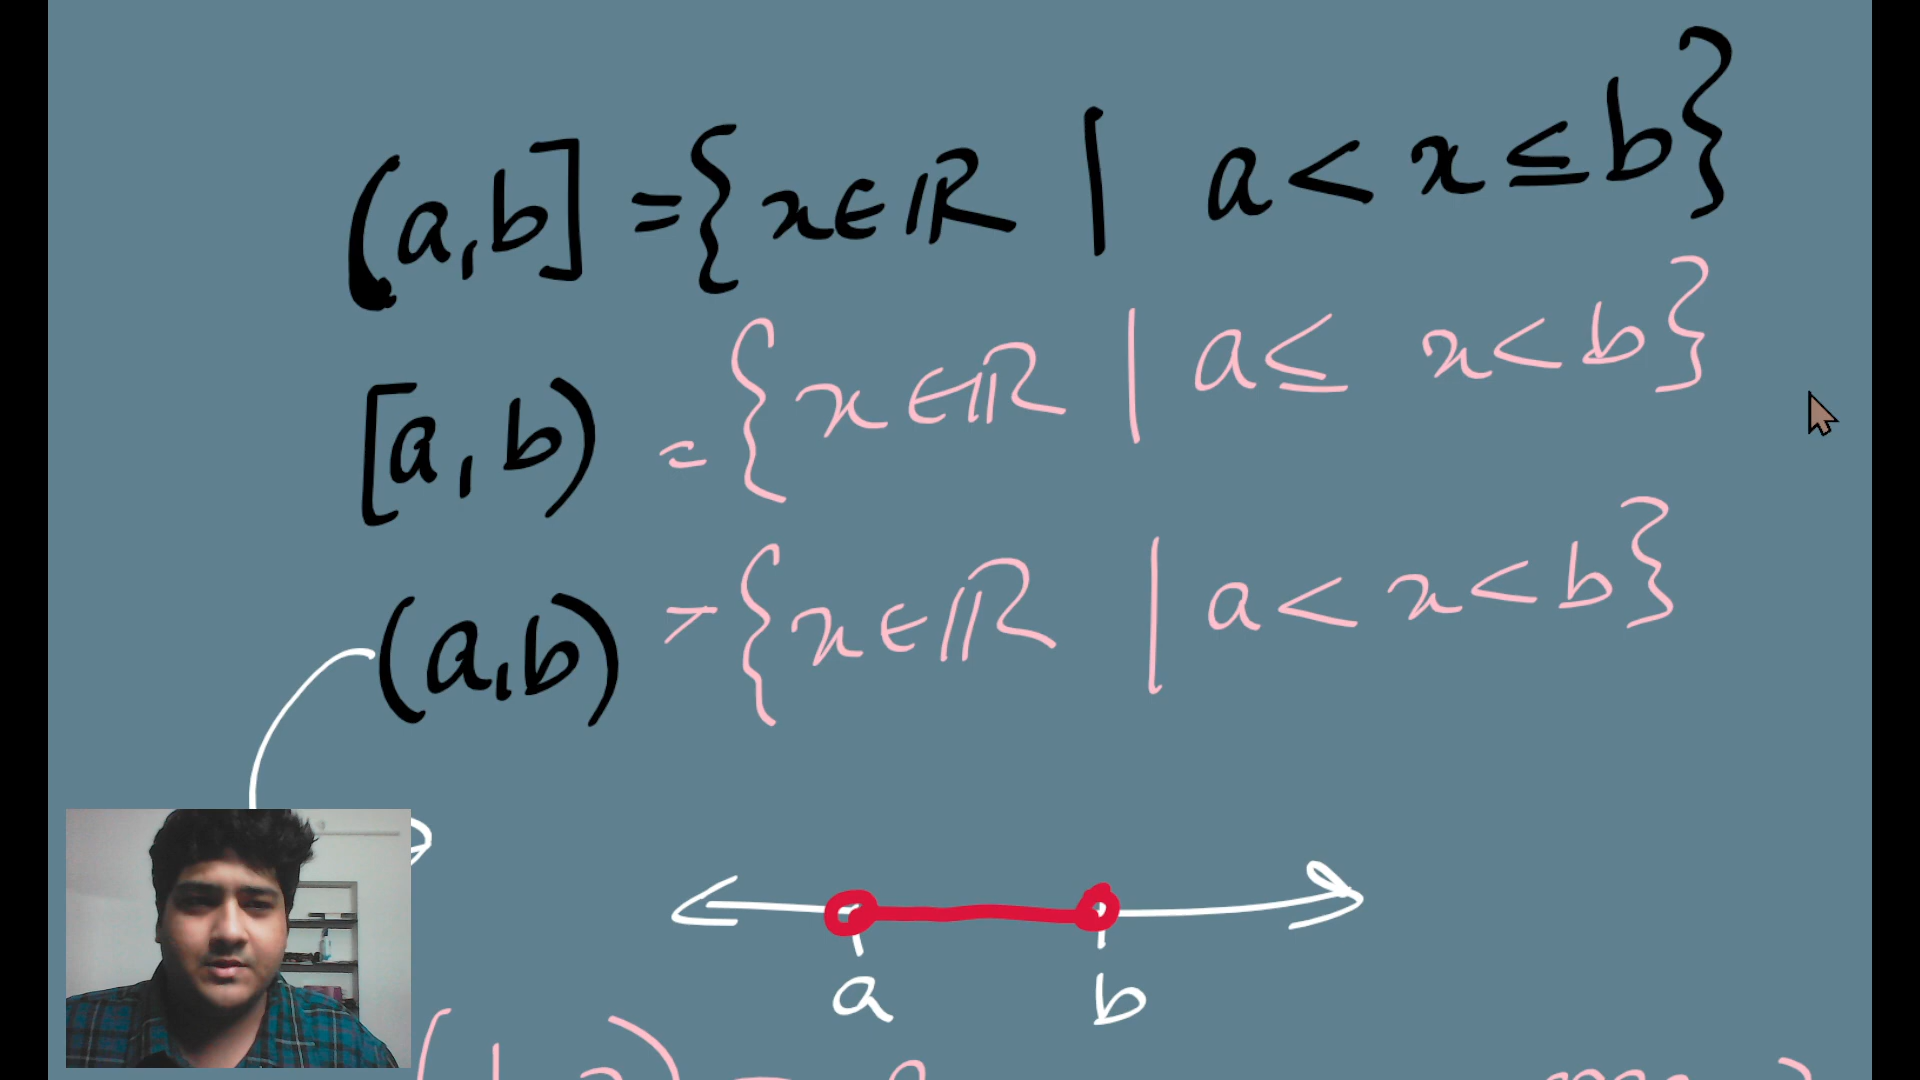 (a,b] = {x∈ℝ | a < x ≤ b}
[a, b) = {x∈ℝ | a ≤ x < b}
(a,b) = {x∈ℝ | a < x < b}
a b